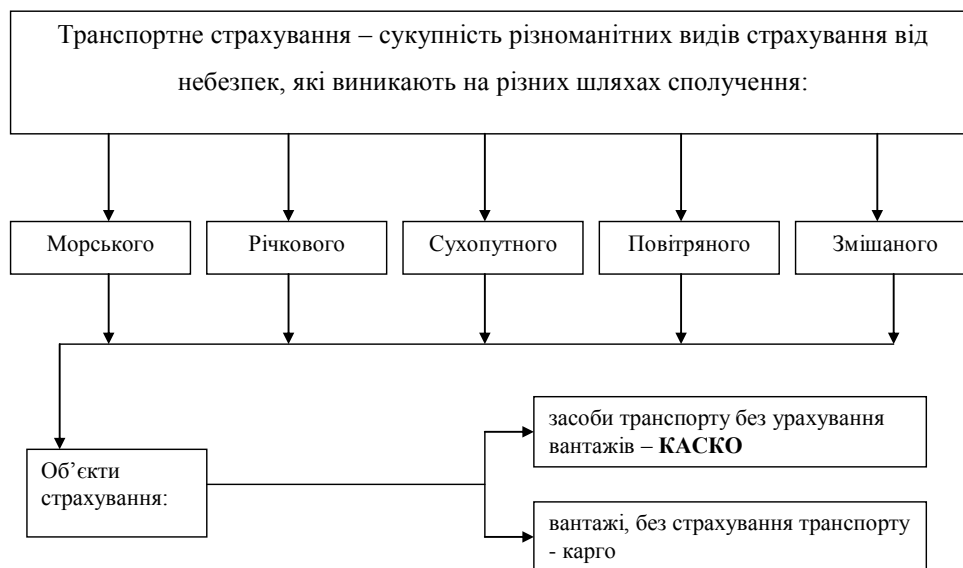 Транспортне страхування – сукупність різноманітних видів страхування від
небезпек, які виникають на різних шляхах сполучення:
Морського
Річкового
Сухопутного
Повітряного
Змішаного
засоби транспорту без урахування
вантажів – КАСКО
Об’єкти
страхування:
вантажі, без страхування транспорту
- карго